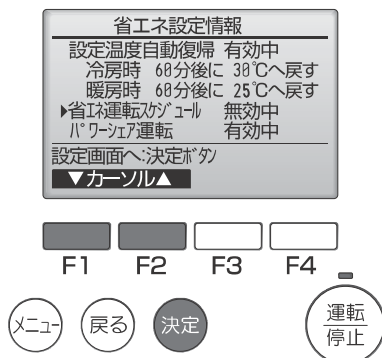 省エネ設定情報
設定温度自動復帰 有効中
冷房時 60分後に 30℃へ戻す
暖房時 60分後に 25℃へ戻す
▶省エネ運転スケジュール 無効中
パワーシェア運転 有効中
設定画面へ:決定ボタン
▼カーソル▲
F1 F2 F3 F4
メニュー 戻る 決定 運転
停止